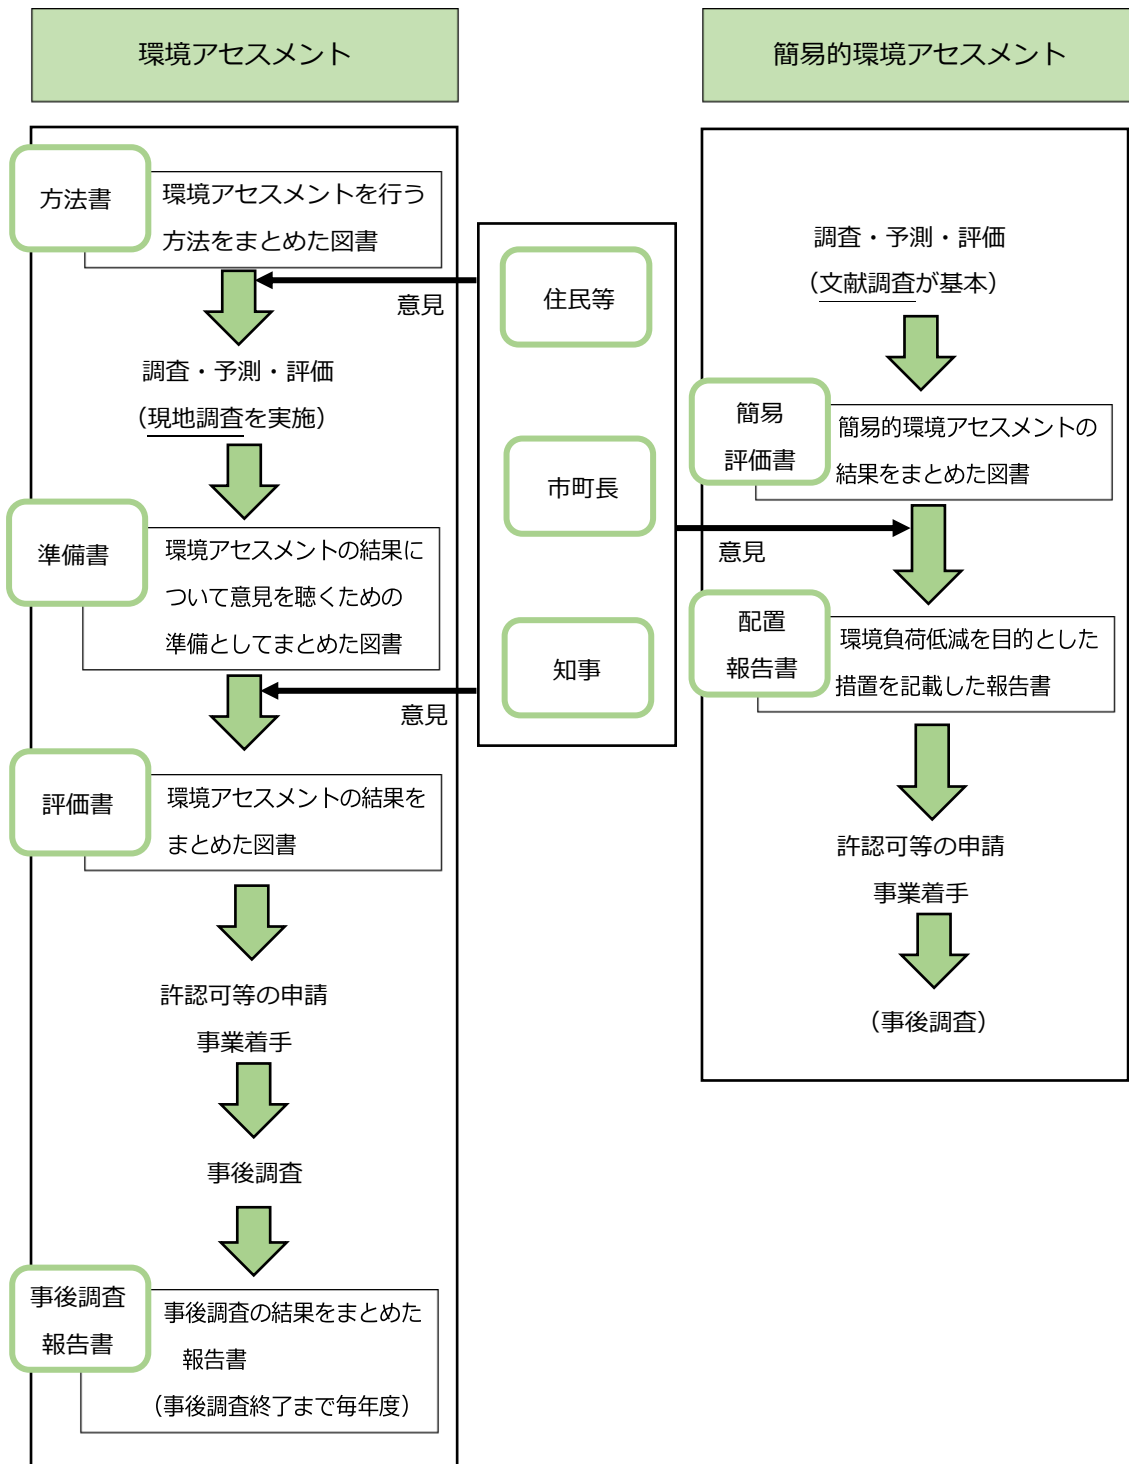 環境アセスメント
方法書
環境アセスメントを行う
方法をまとめた図書
意見
調査・予測・評価
（現地調査を実施）
準備書
環境アセスメントの結果に
ついて意見を聴くための
準備としてまとめた図書
意見
評価書
環境アセスメントの結果を
まとめた図書
許認可等の申請
事業着手
事後調査
事後調査
報告書
事後調査の結果をまとめた
報告書
（事後調査終了まで毎年度）
住民等
市町長
知事
簡易的環境アセスメント
調査・予測・評価
（文献調査が基本）
簡易
評価書
簡易的環境アセスメントの
結果をまとめた図書
意見
配置
報告書
環境負荷低減を目的とした
措置を記載した報告書
許認可等の申請
事業着手
（事後調査）